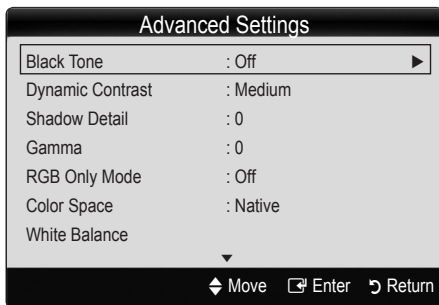 Advanced Settings
Black Tone : Off ▶
Dynamic Contrast : Medium
Shadow Detail : 0
Gamma : 0
RGB Only Mode : Off
Color Space : Native
White Balance
▼
Move Enter Return